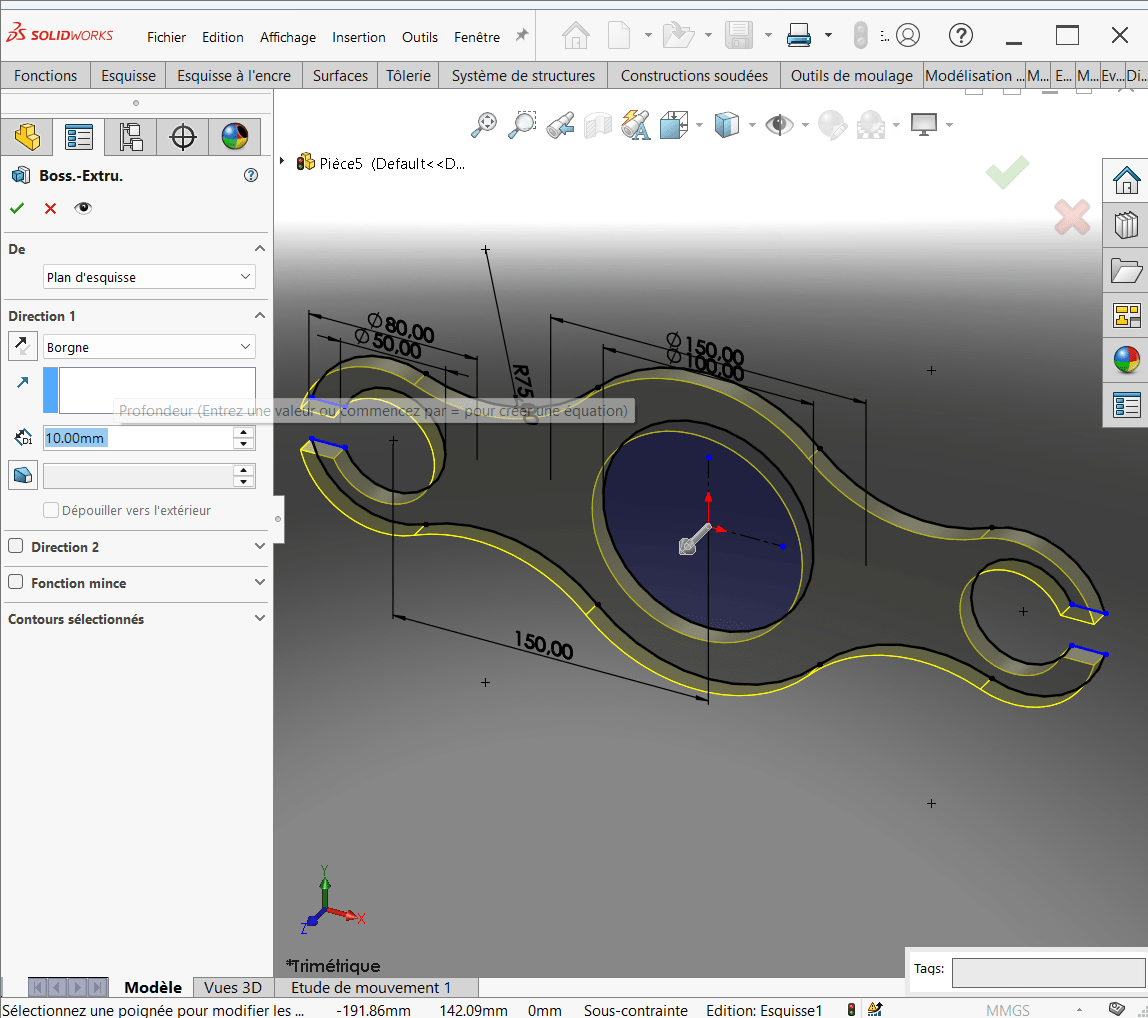 SOLIDWORKS
Fichier Edition Affichage Insertion Outils Fenêtre
Fonctions Esquisse Esquisse à l'encre Surfaces Tôlerie Système de structures Constructions soudées Outils de moulage Modélisation ... M... E... M... Ev... Di...
Pièce5 (Default<<D...
Boss.-Extru.
De
Plan d'esquisse
Direction 1
Borgne
Profondeur (Entrez une valeur ou commencez par = pour créer une équation)
D1
10.00mm
Dépouiller vers l'extérieur
Direction 2
Fonction mince
Contours sélectionnés
Ø80,00
Ø50,00
R75,00
Ø150,00
Ø100,00
150,00
Y
X
Z
*Trimétrique
Tags:
Modèle Vues 3D Etude de mouvement 1
Sélectionnez une poignée pour modifier les ... -191.86mm 142.09mm 0mm Sous-contrainte Edition: Esquisse1 MMGS